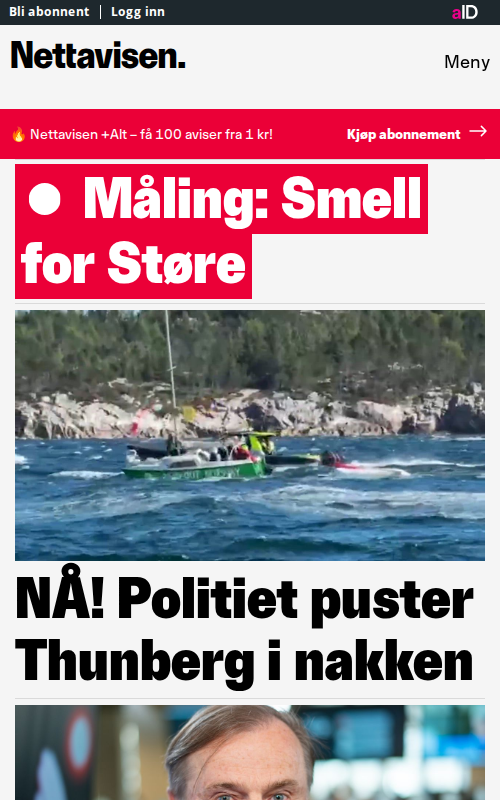 Bli abonnent | Logg inn
aID
Nettavisen.
Meny
🔥 Nettavisen +Alt – få 100 aviser fra 1 kr!
Kjøp abonnement →
● Måling: Smell
for Støre
NÅ! Politiet puster
Thunberg i nakken